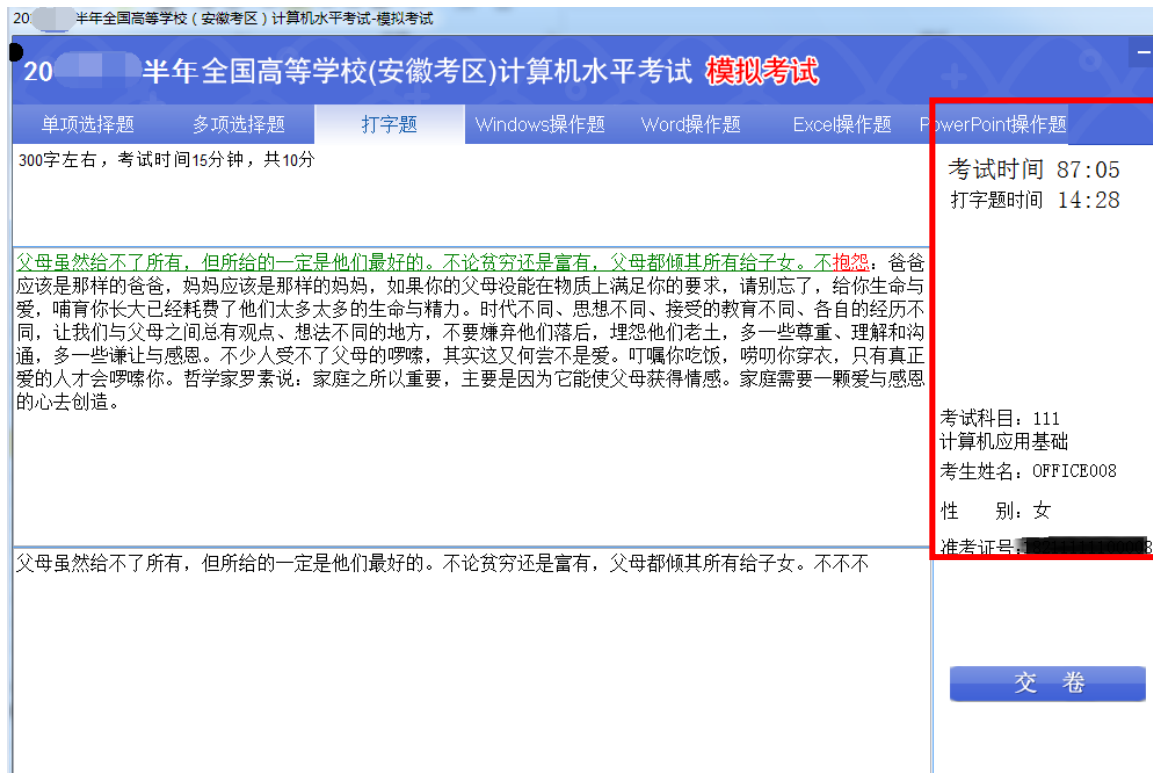 20 半年全国高等学校（安徽考区）计算机水平考试-模拟考试
20 半年全国高等学校(安徽考区)计算机水平考试 模拟考试
单项选择题 多项选择题 打字题 Windows操作题 Word操作题 Excel操作题 PowerPoint操作题
300字左右，考试时间15分钟，共10分
考试时间 87:05
打字题时间 14:28
父母虽然给不了所有，但所给的一定是他们最好的。不论贫穷还是富有，父母都倾其所有给子女。不抱怨：爸爸
应该是那样的爸爸，妈妈应该是那样的妈妈，如果你的父母没能在物质上满足你的要求，请别忘了，给你生命与
爱，哺育你长大已经耗费了他们太多太多的生命与精力。时代不同、思想不同、接受的教育不同、各自的经历不
同，让我们与父母之间总有观点、想法不同的地方，不要嫌弃他们落后，埋怨他们老土，多一些尊重、理解和沟
通，多一些谦让与感恩。不少人受不了父母的啰嗦，其实这又何尝不是爱。叮嘱你吃饭，唠叨你穿衣，只有真正
爱的人才会啰嗦你。哲学家罗素说：家庭之所以重要，主要是因为它能使父母获得情感。家庭需要一颗爱与感恩
的心去创造。
考试科目：111
计算机应用基础
考生姓名：OFFICE008
性 别：女
准考证号：
父母虽然给不了所有，但所给的一定是他们最好的。不论贫穷还是富有，父母都倾其所有给子女。不不不
交 卷